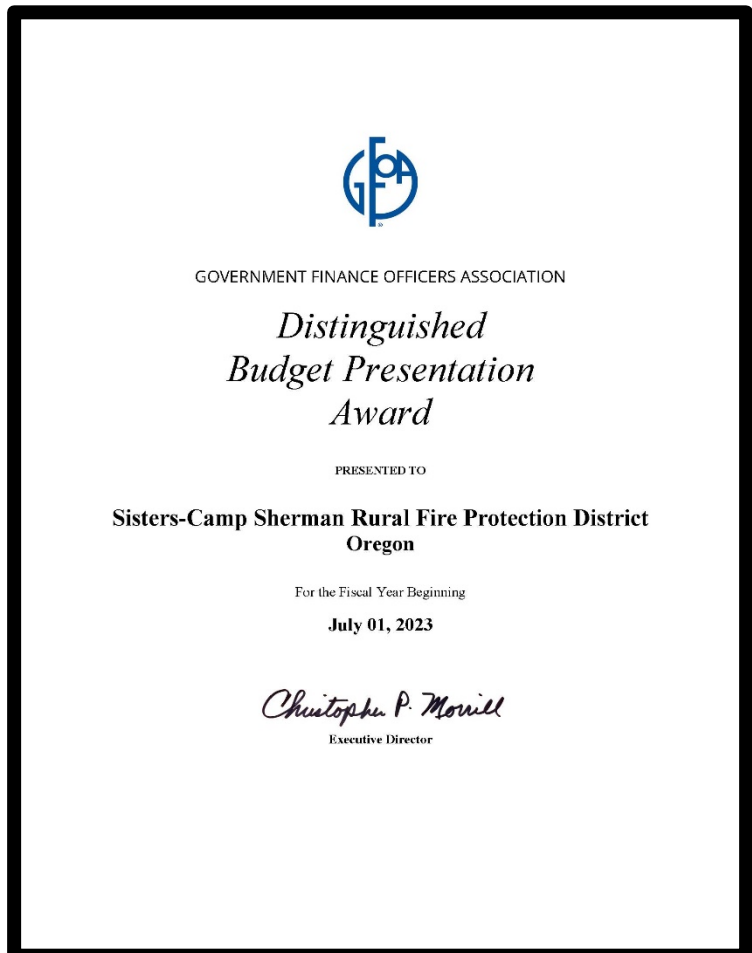 GFOA
GOVERNMENT FINANCE OFFICERS ASSOCIATION
Distinguished
Budget Presentation
Award
PRESENTED TO
Sisters-Camp Sherman Rural Fire Protection District
Oregon
For the Fiscal Year Beginning
July 01, 2023
Christopher P. Morrill
Executive Director